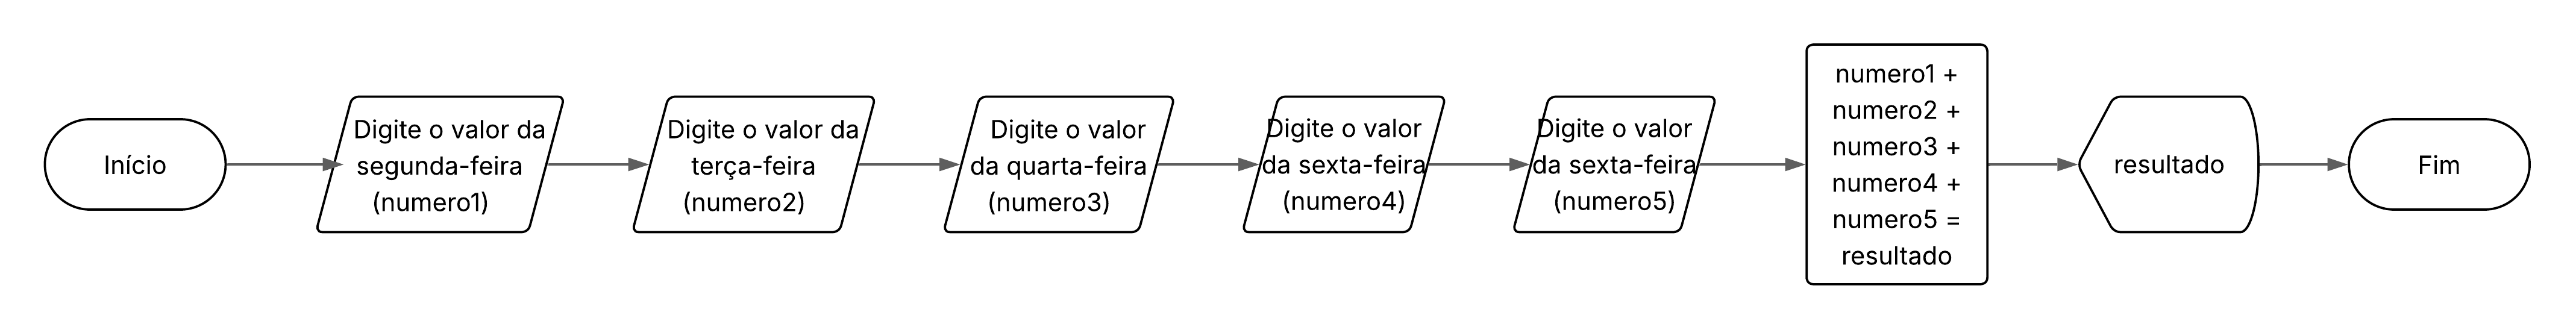 Início
Digite o valor da
segunda-feira
(numero1)
Digite o valor da
terça-feira
(numero2)
Digite o valor
da quarta-feira
(numero3)
Digite o valor
da sexta-feira
(numero4)
Digite o valor
da sexta-feira
(numero5)
numero1 +
numero2 +
numero3 +
numero4 +
numero5 =
resultado
resultado
Fim